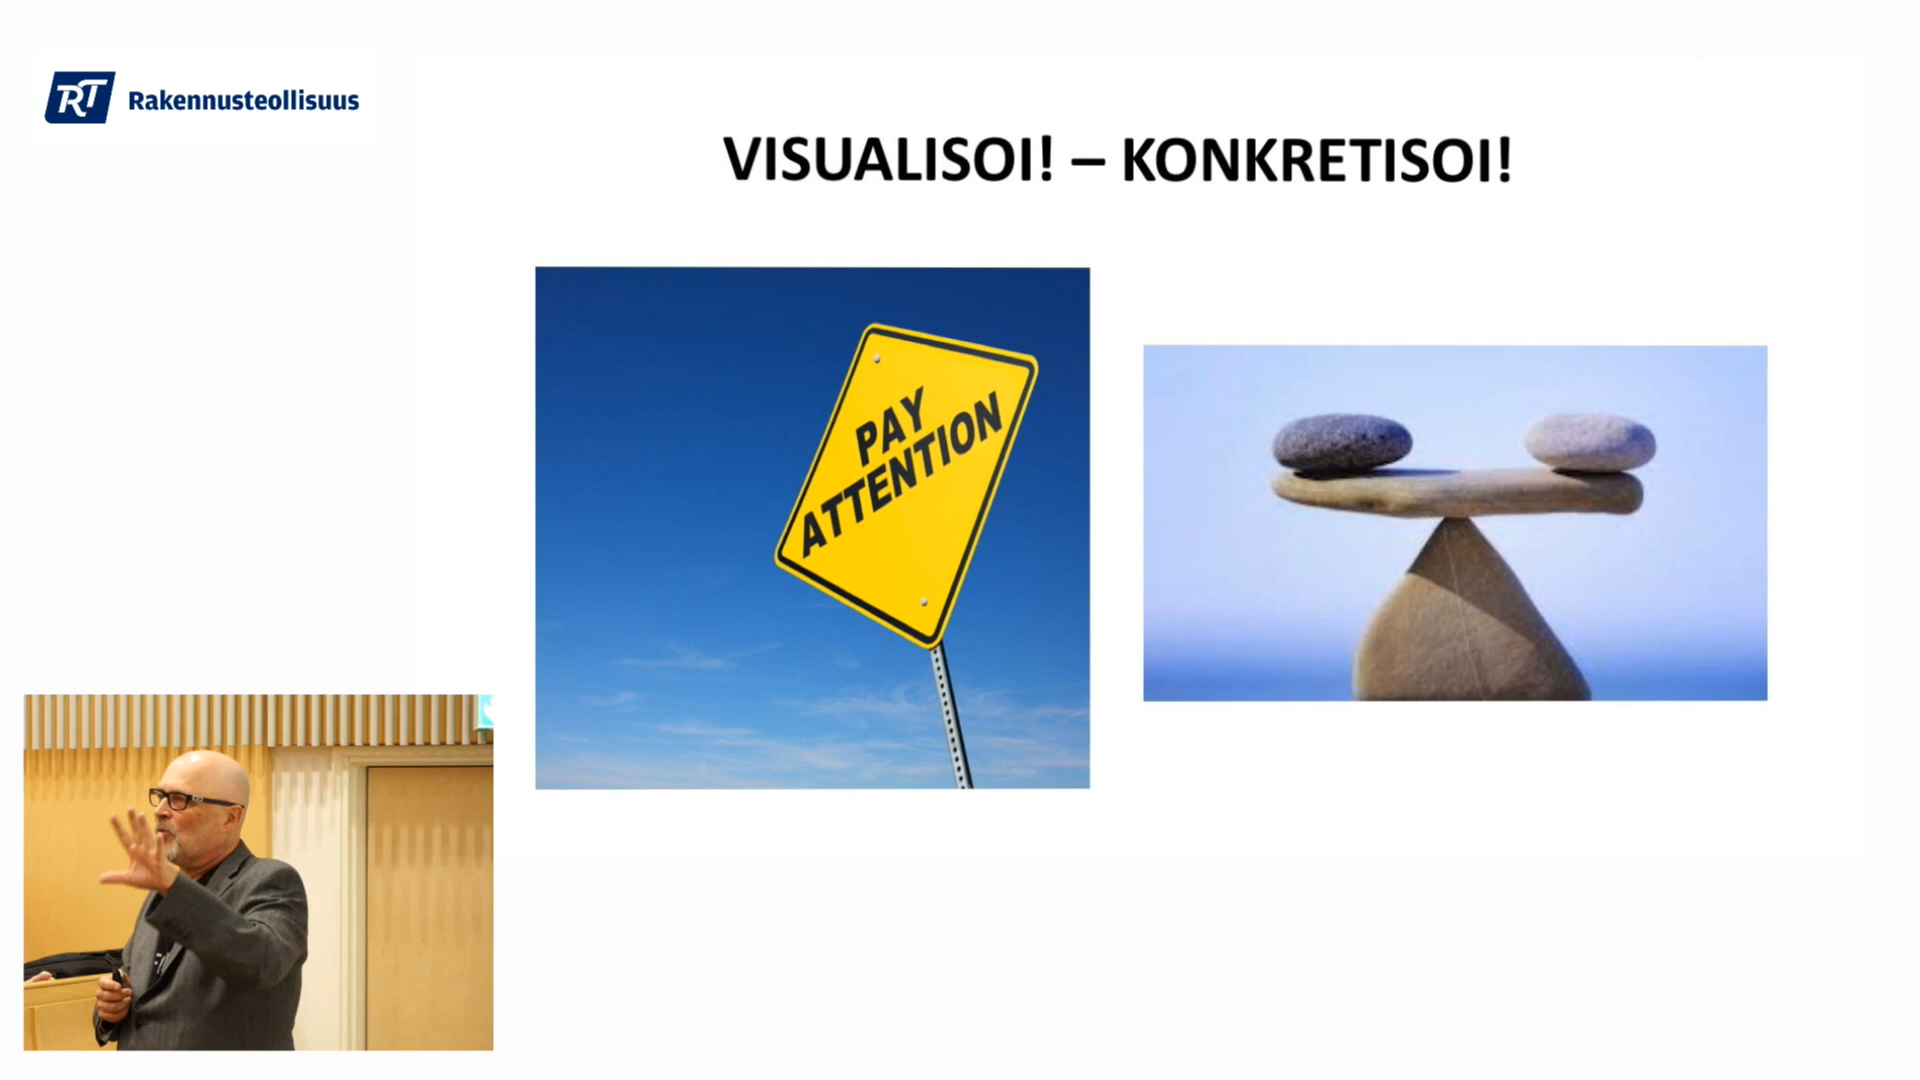 RT Rakennusteollisuus
VISUALISOI! – KONKRETISOI!
PAY
ATTENTION